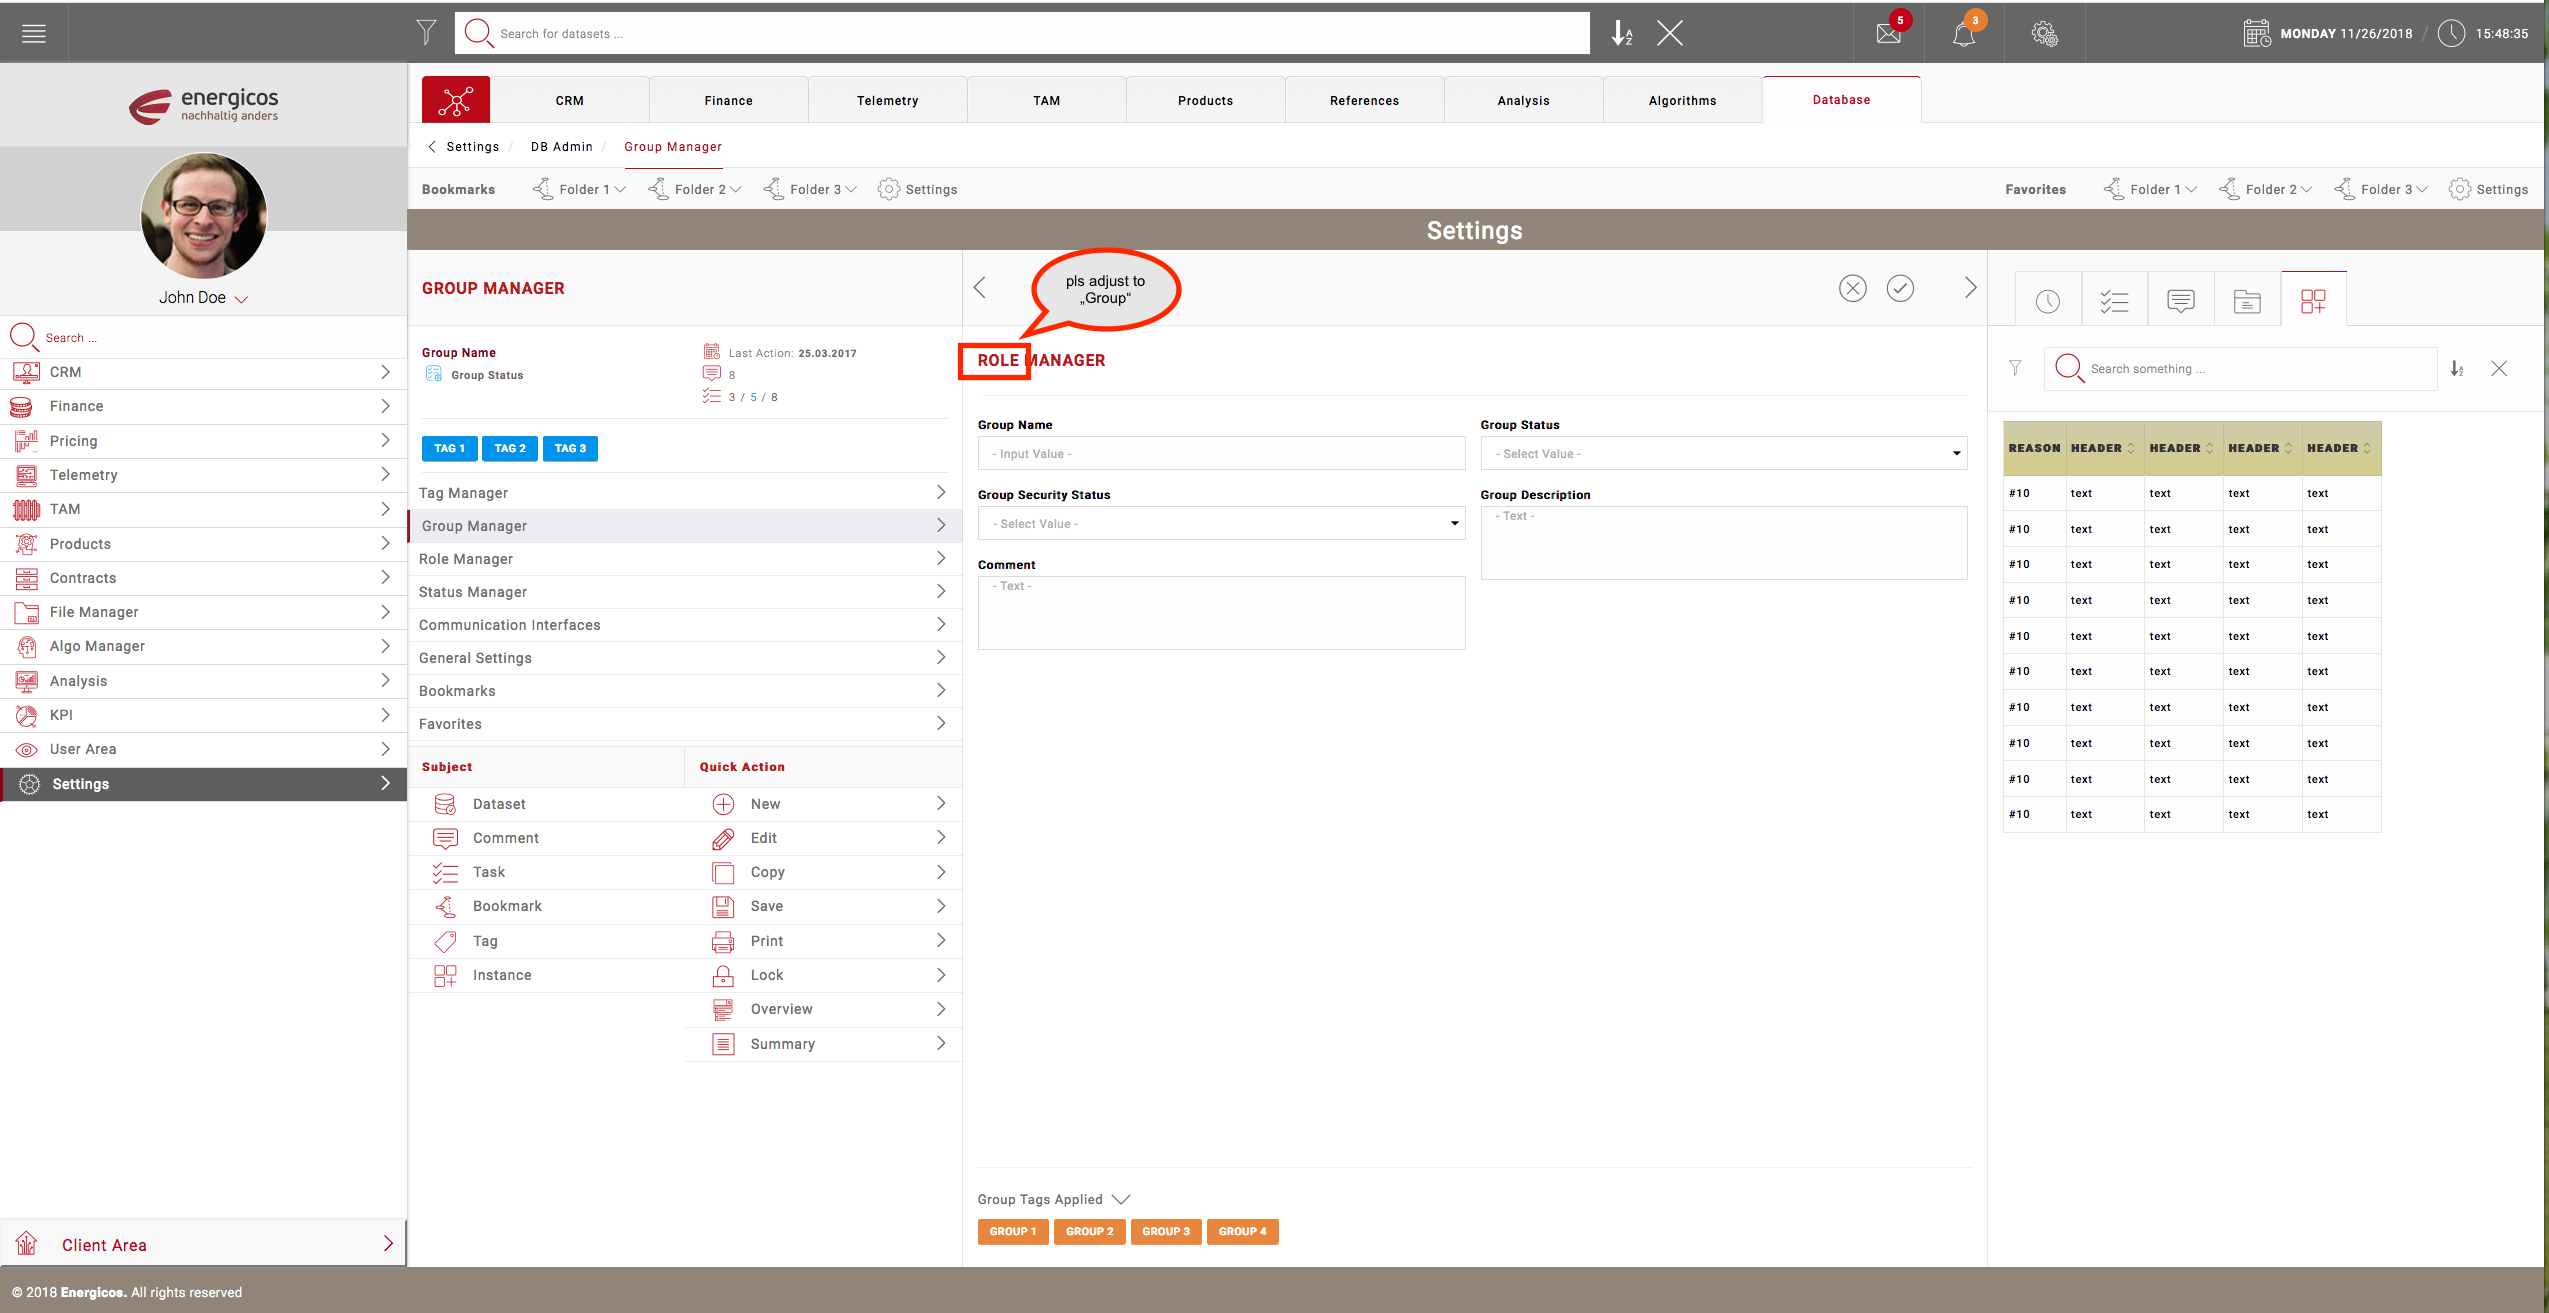 Search for datasets ...
5
3
MONDAY 11/26/2018 / 15:48:35
energicos
nachhaltig anders
John Doe
Search ...
CRM
Finance
Pricing
Telemetry
TAM
Products
Contracts
File Manager
Algo Manager
Analysis
KPI
User Area
Settings
Client Area
CRM
Finance
Telemetry
TAM
Products
References
Analysis
Algorithms
Database
Settings / DB Admin / Group Manager
Bookmarks Folder 1 Folder 2 Folder 3 Settings
Favorites Folder 1 Folder 2 Folder 3 Settings
Settings
GROUP MANAGER
Group Name
Group Status
Last Action: 25.03.2017
8
3 / 5 / 8
TAG 1 TAG 2 TAG 3
Tag Manager
Group Manager
Role Manager
Status Manager
Communication Interfaces
General Settings
Bookmarks
Favorites
Subject
Dataset
Comment
Task
Bookmark
Tag
Instance
Quick Action
New
Edit
Copy
Save
Print
Lock
Overview
Summary
pls adjust to
„Group“
ROLE MANAGER
Group Name
- Input Value -
Group Status
- Select Value -
Group Security Status
- Select Value -
Group Description
- Text -
Comment
- Text -
Group Tags Applied
GROUP 1 GROUP 2 GROUP 3 GROUP 4
Search something ...
REASON HEADER HEADER HEADER HEADER
#10 text text text text
#10 text text text text
#10 text text text text
#10 text text text text
#10 text text text text
#10 text text text text
#10 text text text text
#10 text text text text
#10 text text text text
#10 text text text text
© 2018 Energicos. All rights reserved